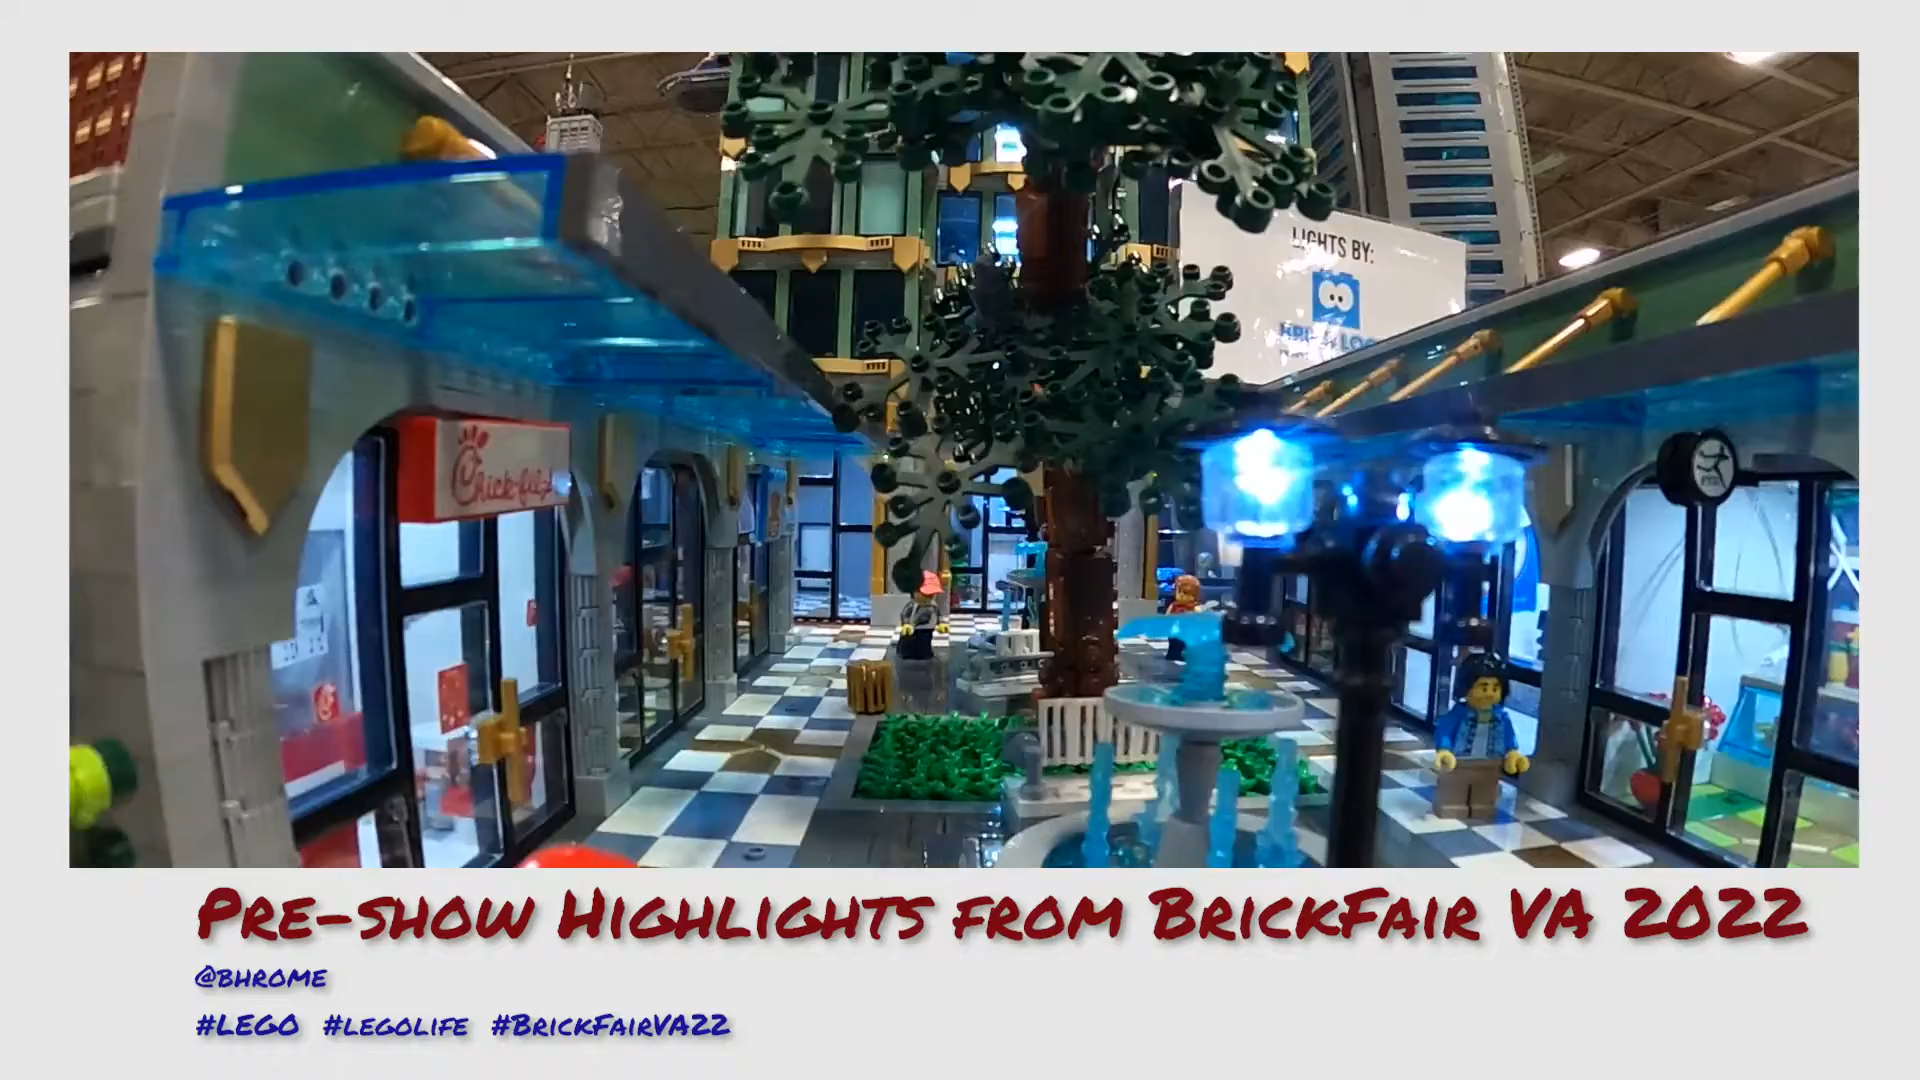 LIGHTS BY:
Chick-fil-A
Pre-show Highlights from BrickFair VA 2022
@bhrome
#LEGO #legolife #BrickFairVA22